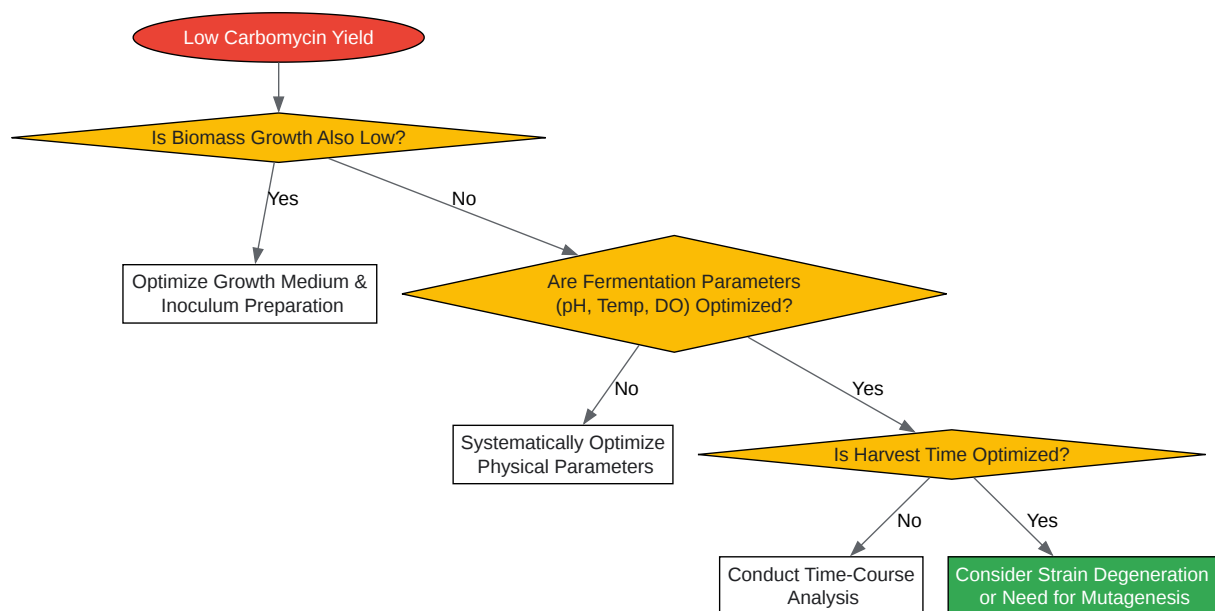 Low Carbomycin Yield
Is Biomass Growth Also Low?
Yes
No
Optimize Growth Medium &
Inoculum Preparation
Are Fermentation Parameters
(pH, Temp, DO) Optimized?
No
Yes
Systematically Optimize
Physical Parameters
Is Harvest Time Optimized?
No
Yes
Conduct Time-Course
Analysis
Consider Strain Degeneration
or Need for Mutagenesis